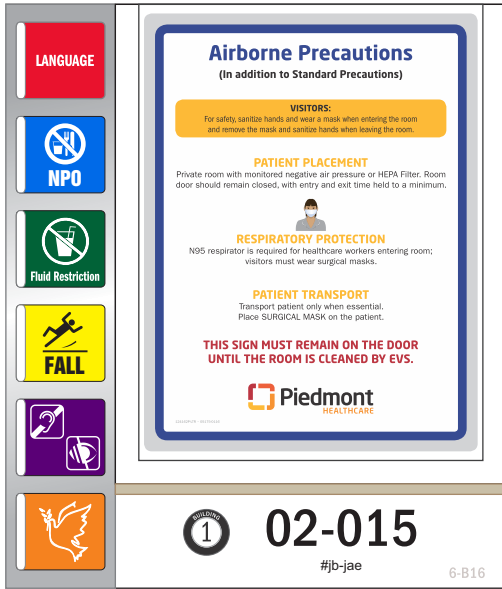 LANGUAGE
NPO
Fluid Restriction
FALL
Airborne Precautions
(In addition to Standard Precautions)
VISITORS:
For safety, sanitize hands and wear a mask when entering the room
and remove the mask and sanitize hands when leaving the room.
PATIENT PLACEMENT
Private room with monitored negative air pressure or HEPA Filter. Room
door should remain closed, with entry and exit time held to a minimum.
RESPIRATORY PROTECTION
N95 respirator is required for healthcare workers entering room;
visitors must wear surgical masks.
PATIENT TRANSPORT
Transport patient only when essential.
Place SURGICAL MASK on the patient.
THIS SIGN MUST REMAIN ON THE DOOR
UNTIL THE ROOM IS CLEANED BY EVS.
Piedmont
HEALTHCARE
BUILDING
1
02-015
#jb-jae
6-B16